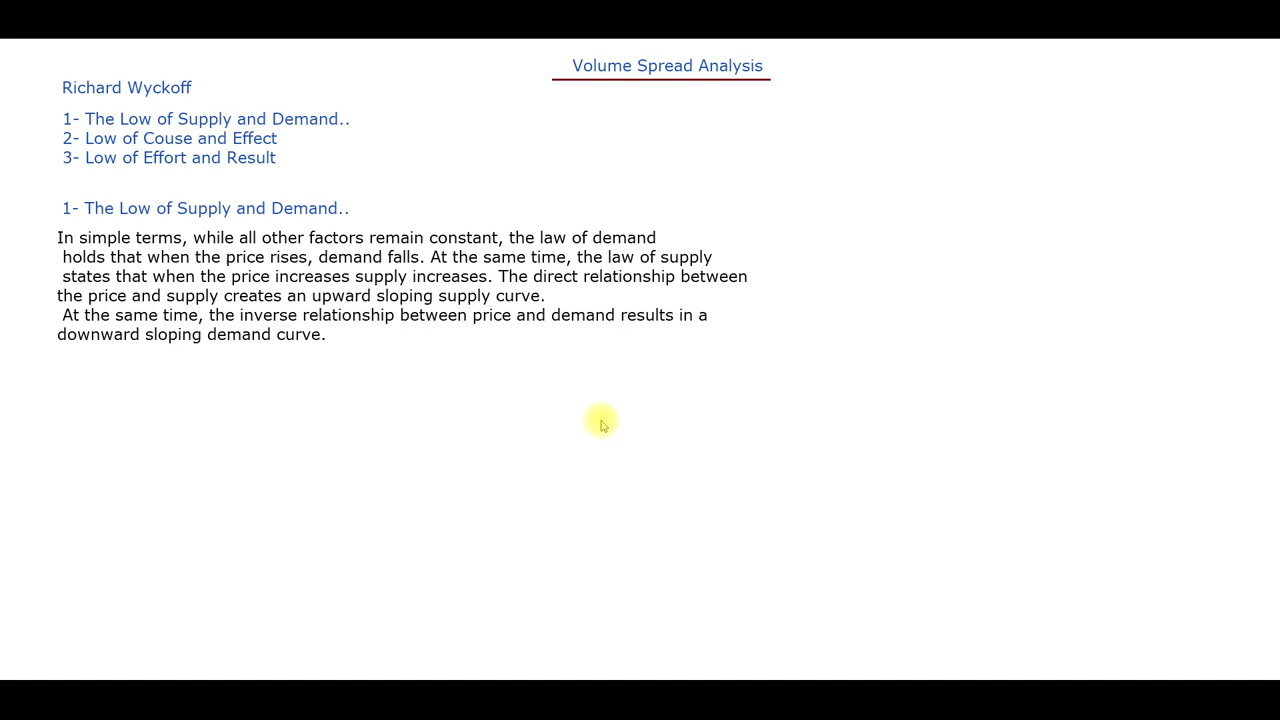 Volume Spread Analysis
Richard Wyckoff
1- The Low of Supply and Demand..
2- Low of Couse and Effect
3- Low of Effort and Result
1- The Low of Supply and Demand..
In simple terms, while all other factors remain constant, the law of demand
holds that when the price rises, demand falls. At the same time, the law of supply
states that when the price increases supply increases. The direct relationship between
the price and supply creates an upward sloping supply curve.
At the same time, the inverse relationship between price and demand results in a
downward sloping demand curve.